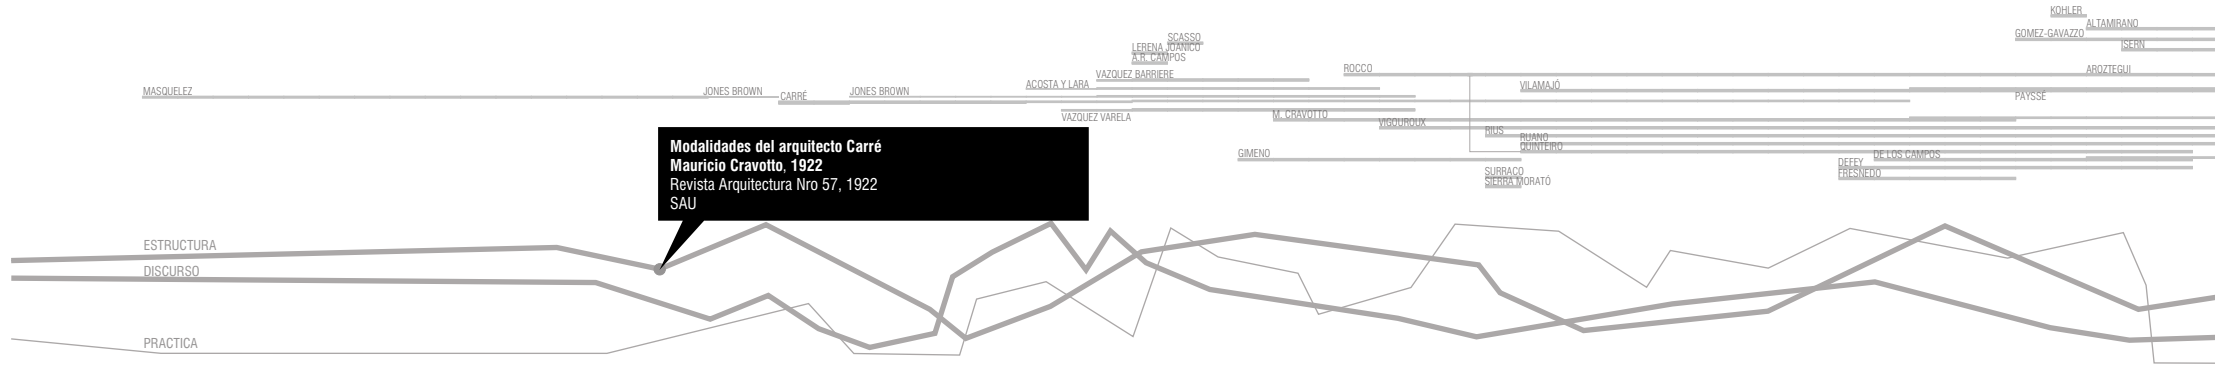 KOHLER
ALTAMIRANO
GOMEZ-GAVAZZO
ISERN
SCASSO
LERENA JOANICO
A.R. CAMPOS
ROCCO
AROZTEGUI
VAZQUEZ BARRIERE
ACOSTA Y LARA
VILAMAJÓ
MASQUELEZ
JONES BROWN
CARRÉ
JONES BROWN
PAYSSÉ
VAZQUEZ VARELA
M. CRAVOTTO
VIGOUROUX
RIUS
RUANO
QUINTEIRO
GIMENO
DE LOS CAMPOS
DEFEY
FRESNEDO
SURRACO
SIERRA MORATÓ
Modalidades del arquitecto Carré
Mauricio Cravotto, 1922
Revista Arquitectura Nro 57, 1922
SAU
ESTRUCTURA
DISCURSO
PRACTICA